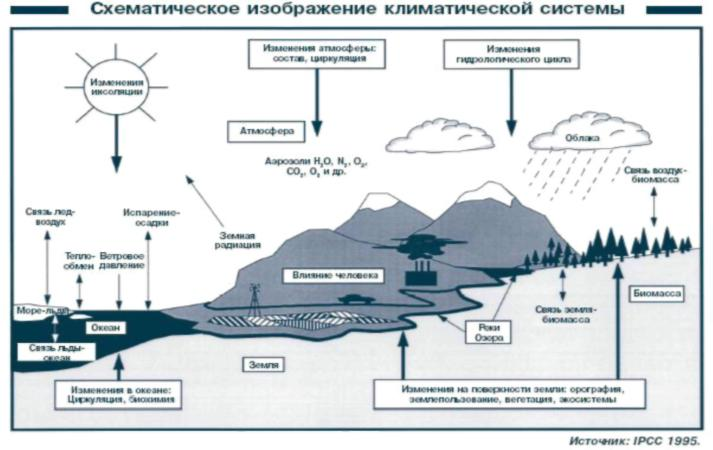 Схематическое изображение климатической системы
Изменения
инсоляции
Изменения атмосферы:
состав, циркуляция
Изменения
гидрологического цикла
Атмосфера
Аэрозоли H₂O, N₂, O₂,
CO₂, O₃ и др.
Облака
Связь воздух-
биомасса
Связь лед-
воздух
Испарение-
осадки
Земная
радиация
Тепло-
обмен
Ветровое
давление
Влияние человека
Море-льды
Океан
Связь льды-
океан
Реки
Озера
Связь земля-
биомасса
Биомасса
Земля
Изменения в океане:
Циркуляция, биохимия
Изменения на поверхности земли: орография,
землепользование, вегетация, экосистемы
Источник: IPCC 1995.